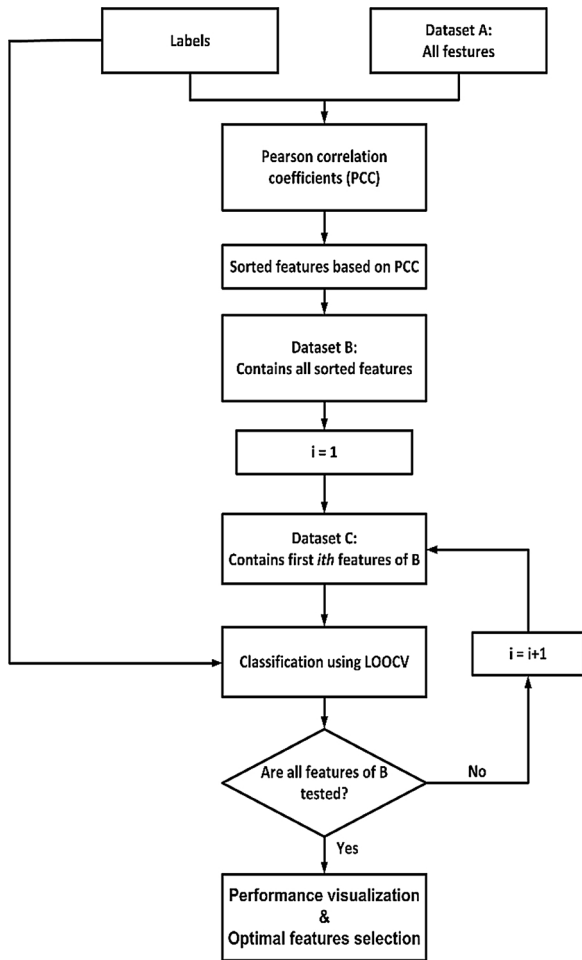 Labels
Dataset A:
All festures
Pearson correlation
coefficients (PCC)
Sorted features based on PCC
Dataset B:
Contains all sorted features
i = 1
Dataset C:
Contains first ith features of B
Classification using LOOCV
i = i+1
Are all features of B
tested?
No
Yes
Performance visualization
&
Optimal features selection